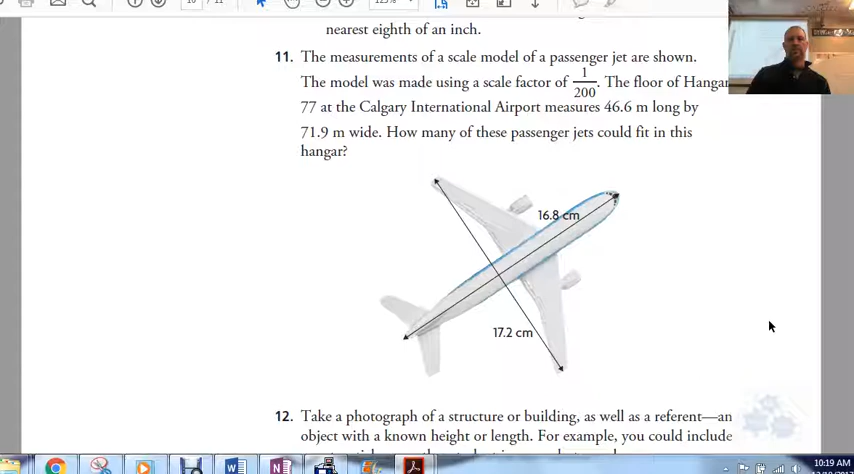 nearest eighth of an inch.
11. The measurements of a scale model of a passenger jet are shown.
The model was made using a scale factor of 1/200. The floor of Hangar
77 at the Calgary International Airport measures 46.6 m long by
71.9 m wide. How many of these passenger jets could fit in this
hangar?
16.8 cm
17.2 cm
12. Take a photograph of a structure or building, as well as a referent—an
object with a known height or length. For example, you could include
10:19 AM